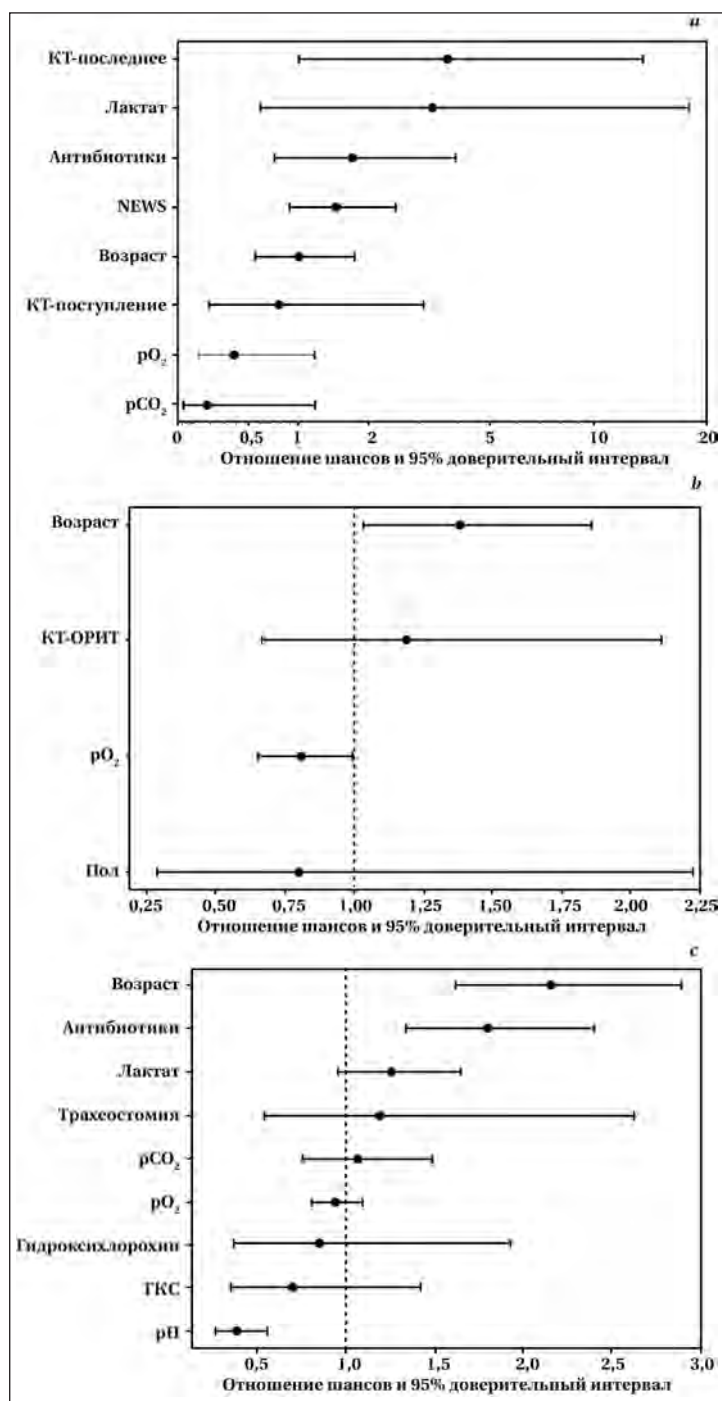 a
КТ-последнее
Лактат
Антибиотики
NEWS
Возраст
КТ-поступление
pO₂
pCO₂
0 0,5 1 2 5 10 20
Отношение шансов и 95% доверительный интервал
b
Возраст
КТ-ОРИТ
pO₂
Пол
0,25 0,50 0,75 1,00 1,25 1,50 1,75 2,00 2,25
Отношение шансов и 95% доверительный интервал
c
Возраст
Антибиотики
Лактат
Трахеостомия
pCO₂
pO₂
Гидроксихлорохин
ГКС
pH
0,5 1,0 1,5 2,0 2,5 3,0
Отношение шансов и 95% доверительный интервал